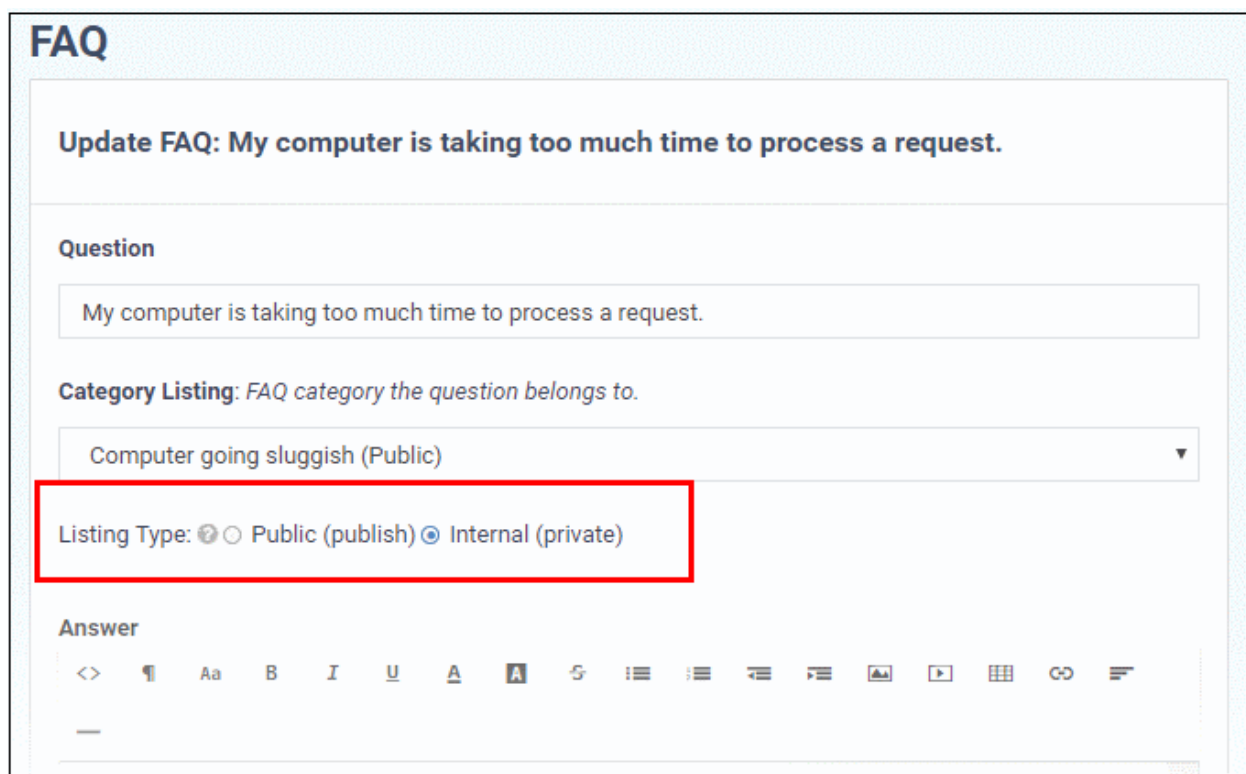 FAQ
Update FAQ: My computer is taking too much time to process a request.
Question
My computer is taking too much time to process a request.
Category Listing: FAQ category the question belongs to.
Computer going sluggish (Public)
Listing Type: Public (publish) Internal (private)
Answer
<> ¶ Aa B I U A A S